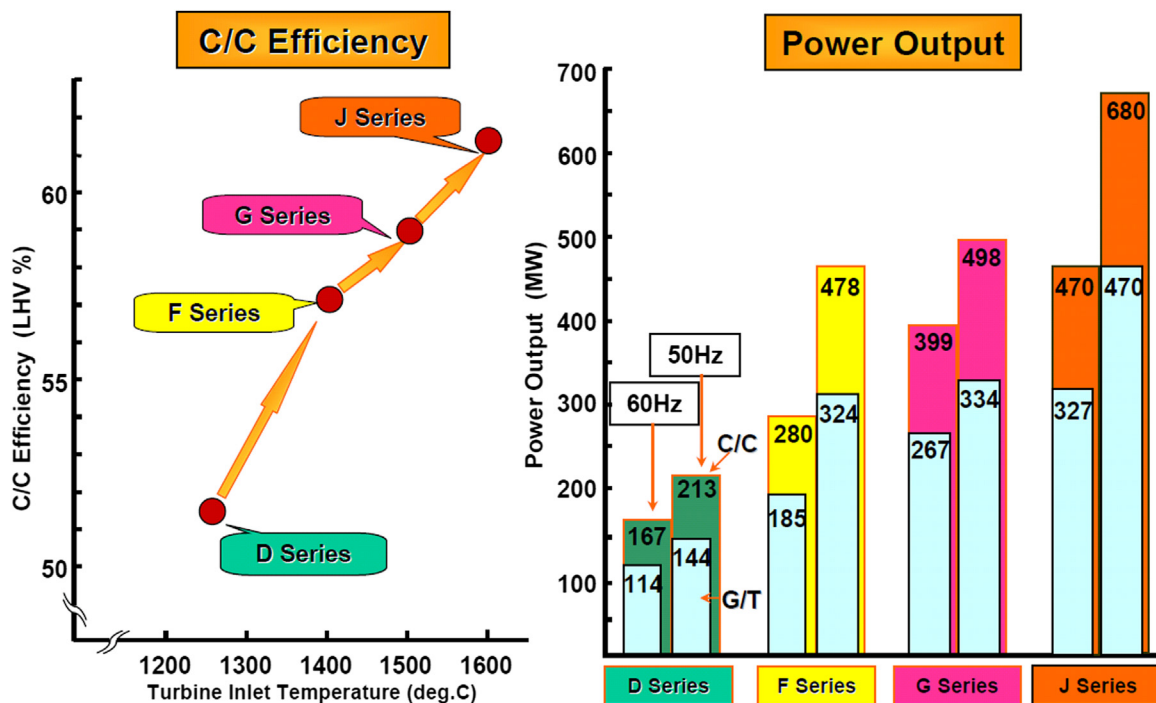 C/C Efficiency
C/C Efficiency (LHV %)
60
55
50
J Series
G Series
F Series
D Series
1200 1300 1400 1500 1600
Turbine Inlet Temperature (deg.C)
Power Output
Power Output (MW)
700
600
500
400
300
200
100
50Hz
60Hz
C/C
G/T
167
114
213
144
280
185
478
324
399
267
498
334
470
327
680
470
D Series F Series G Series J Series